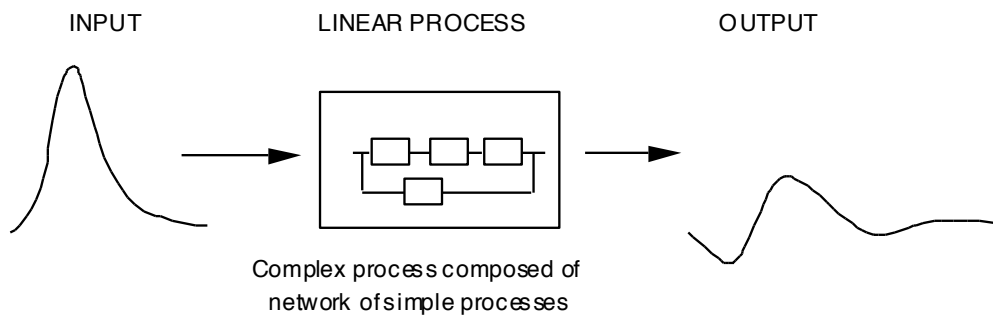 INPUT
LINEAR PROCESS
OUTPUT
Complex process composed of
network of simple processes